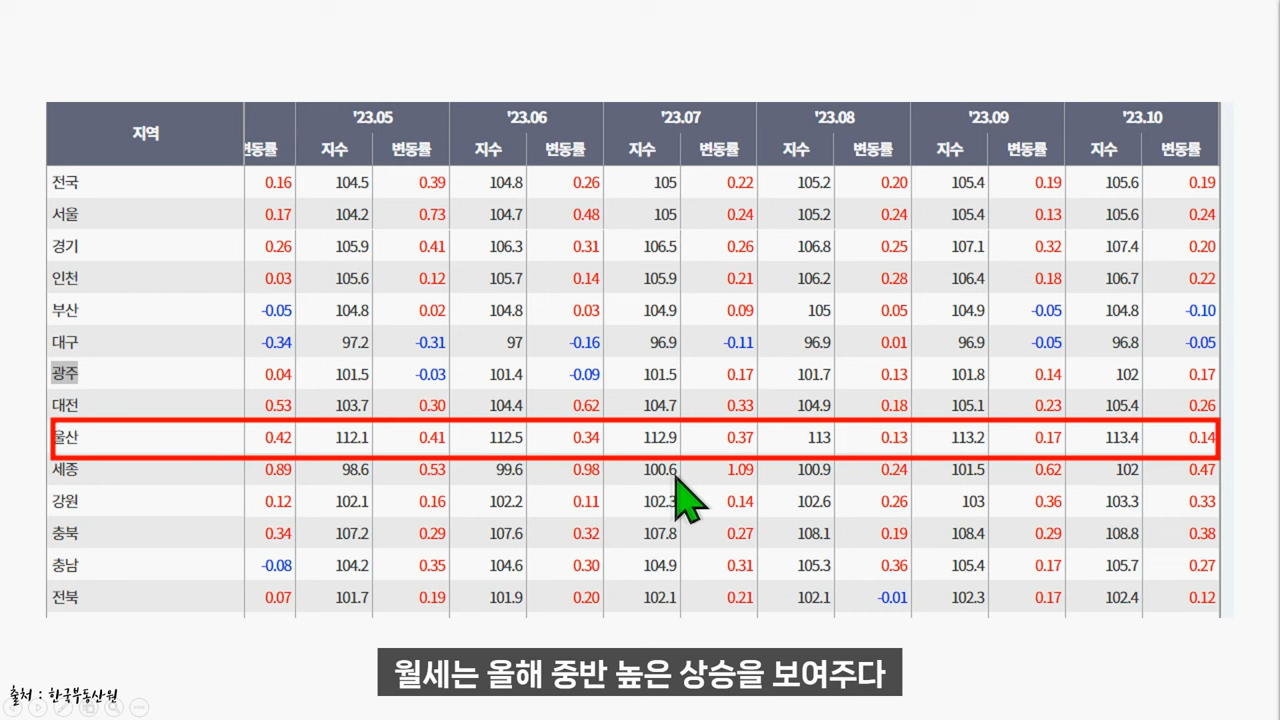 지역 '23.05 '23.06 '23.07 '23.08 '23.09 '23.10
변동률 지수 변동률 지수 변동률 지수 변동률 지수 변동률 지수 변동률 지수 변동률
전국 0.16 104.5 0.39 104.8 0.26 105 0.22 105.2 0.20 105.4 0.19 105.6 0.19
서울 0.17 104.2 0.73 104.7 0.48 105 0.24 105.2 0.24 105.4 0.13 105.6 0.24
경기 0.26 105.9 0.41 106.3 0.31 106.5 0.26 106.8 0.25 107.1 0.32 107.4 0.20
인천 0.03 105.6 0.12 105.7 0.14 105.9 0.21 106.2 0.28 106.4 0.18 106.7 0.22
부산 -0.05 104.8 0.02 104.8 0.03 104.9 0.09 105 0.05 104.9 -0.05 104.8 -0.10
대구 -0.34 97.2 -0.31 97 -0.16 96.9 -0.11 96.9 0.01 96.9 -0.05 96.8 -0.05
광주 0.04 101.5 -0.03 101.4 -0.09 101.5 0.17 101.7 0.13 101.8 0.14 102 0.17
대전 0.53 103.7 0.30 104.4 0.62 104.7 0.33 104.9 0.18 105.1 0.23 105.4 0.26
울산 0.42 112.1 0.41 112.5 0.34 112.9 0.37 113 0.13 113.2 0.17 113.4 0.14
세종 0.89 98.6 0.53 99.6 0.98 100.6 1.09 100.9 0.24 101.5 0.62 102 0.47
강원 0.12 102.1 0.16 102.2 0.11 102.3 0.14 102.6 0.26 103 0.36 103.3 0.33
충북 0.34 107.2 0.29 107.6 0.32 107.8 0.27 108.1 0.19 108.4 0.29 108.8 0.38
충남 -0.08 104.2 0.35 104.6 0.30 104.9 0.31 105.3 0.36 105.4 0.17 105.7 0.27
전북 0.07 101.7 0.19 101.9 0.20 102.1 0.21 102.1 -0.01 102.3 0.17 102.4 0.12
월세는 올해 중반 높은 상승을 보여주다
출처 : 한국부동산원